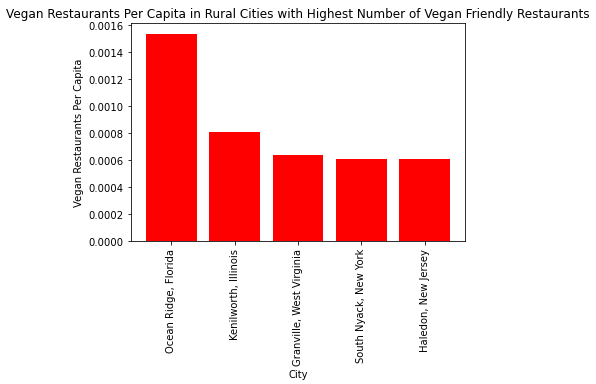 Vegan Restaurants Per Capita in Rural Cities with Highest Number of Vegan Friendly Restaurants
Vegan Restaurants Per Capita
0.0016
0.0014
0.0012
0.0010
0.0008
0.0006
0.0004
0.0002
0.0000
Ocean Ridge, Florida
Kenilworth, Illinois
Granville, West Virginia
South Nyack, New York
Haledon, New Jersey
City